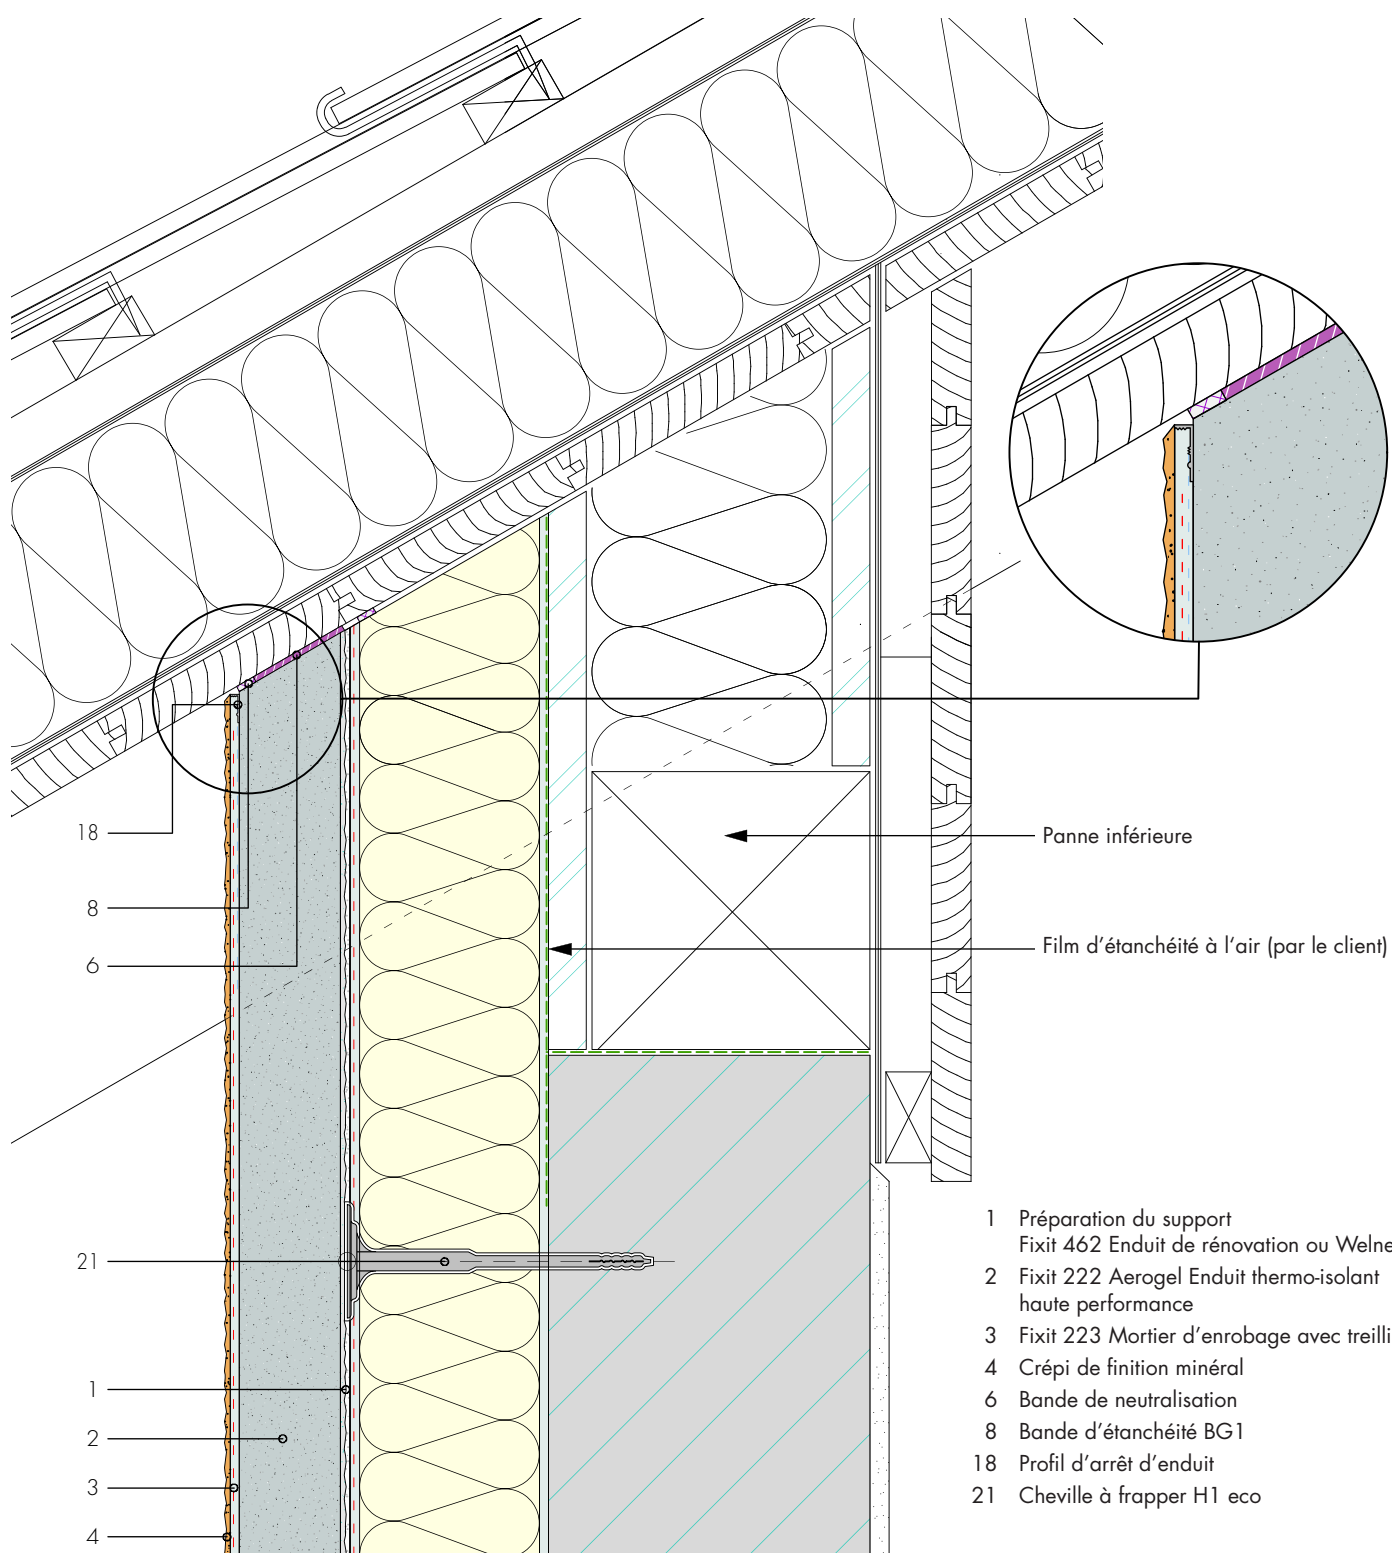 18
8
6
Panne inférieure
Film d'étanchéité à l'air (par le client)
21
1
2
3
4
1 Préparation du support
Fixit 462 Enduit de rénovation ou
2 Fixit 222 Aerogel Enduit thermo-isolant
haute performance
3 Fixit 223 Mortier d'enrobage avec
4 Crépi de finition minéral
6 Bande de neutralisation
8 Bande d'étanchéité BG1
18 Profil d'arrêt d'enduit
21 Cheville à frapper H1 eco